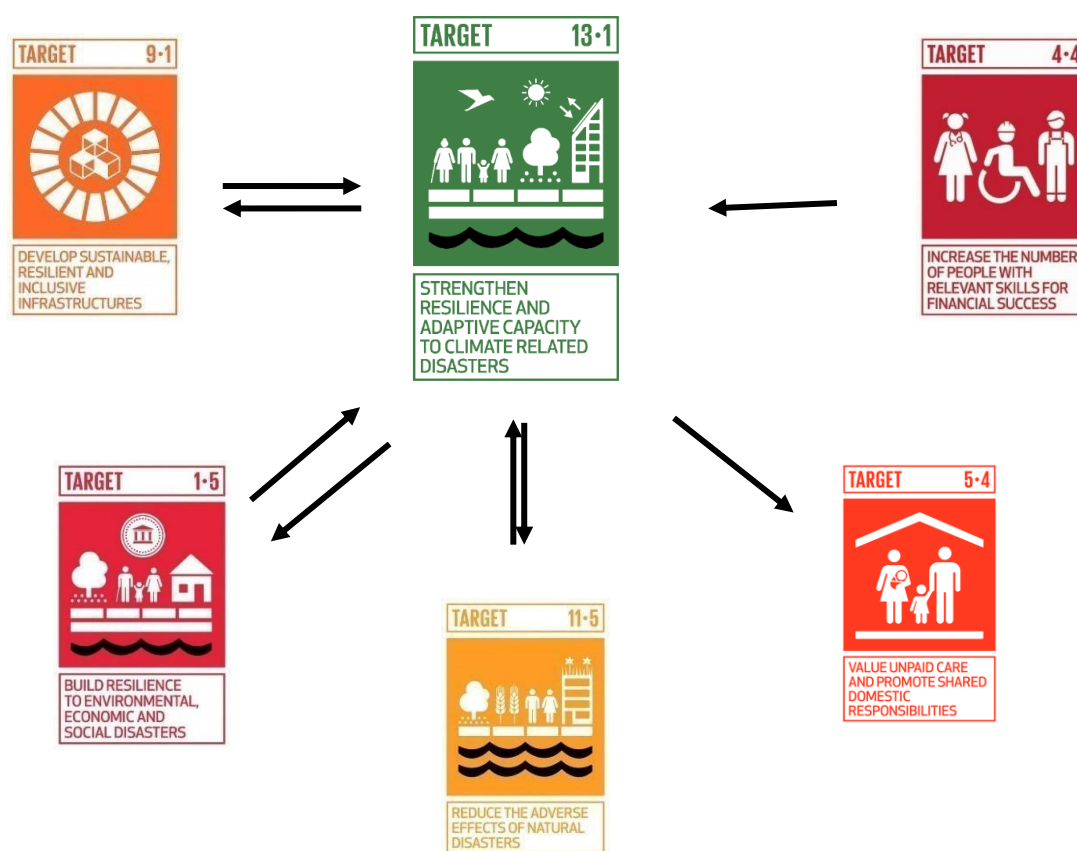 TARGET 13·1
STRENGTHEN
RESILIENCE AND
ADAPTIVE CAPACITY
TO CLIMATE RELATED
DISASTERS
TARGET 9·1
DEVELOP SUSTAINABLE,
RESILIENT AND
INCLUSIVE
INFRASTRUCTURES
TARGET 4·4
INCREASE THE NUMBER
OF PEOPLE WITH
RELEVANT SKILLS FOR
FINANCIAL SUCCESS
TARGET 1·5
BUILD RESILIENCE
TO ENVIRONMENTAL,
ECONOMIC AND
SOCIAL DISASTERS
TARGET 11·5
REDUCE THE ADVERSE
EFFECTS OF NATURAL
DISASTERS
TARGET 5·4
VALUE UNPAID CARE
AND PROMOTE SHARED
DOMESTIC
RESPONSIBILITIES